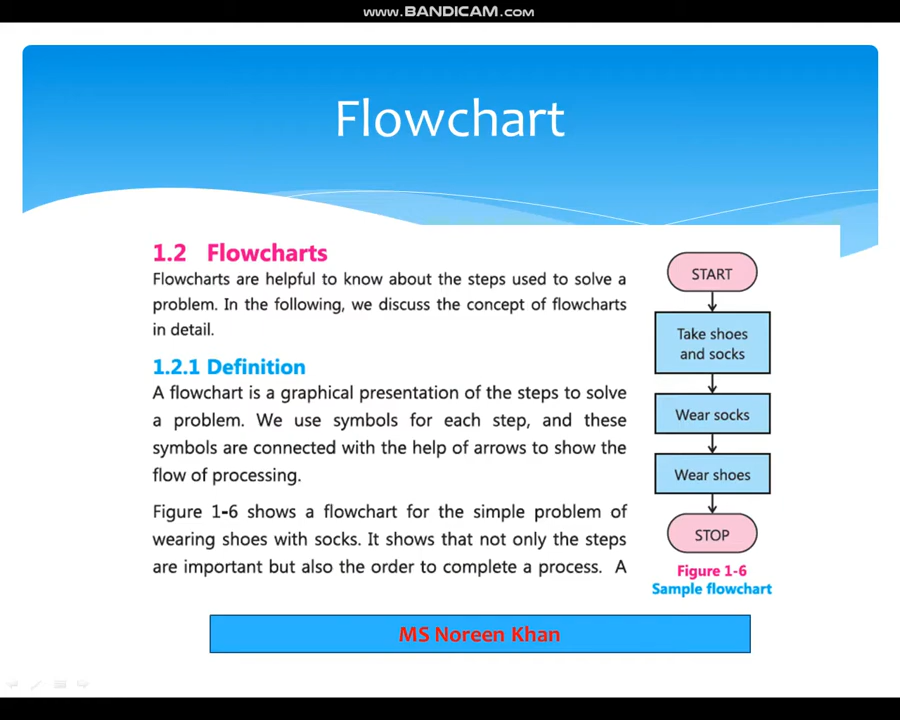 WWW.BANDICAM.COM
Flowchart
1.2 Flowcharts
Flowcharts are helpful to know about the steps used to solve a
problem. In the following, we discuss the concept of flowcharts
in detail.
1.2.1 Definition
A flowchart is a graphical presentation of the steps to solve
a problem. We use symbols for each step, and these
symbols are connected with the help of arrows to show the
flow of processing.
Figure 1-6 shows a flowchart for the simple problem of
wearing shoes with socks. It shows that not only the steps
are important but also the order to complete a process. A
START
Take shoes
and socks
Wear socks
Wear shoes
STOP
Figure 1-6
Sample flowchart
MS Noreen Khan